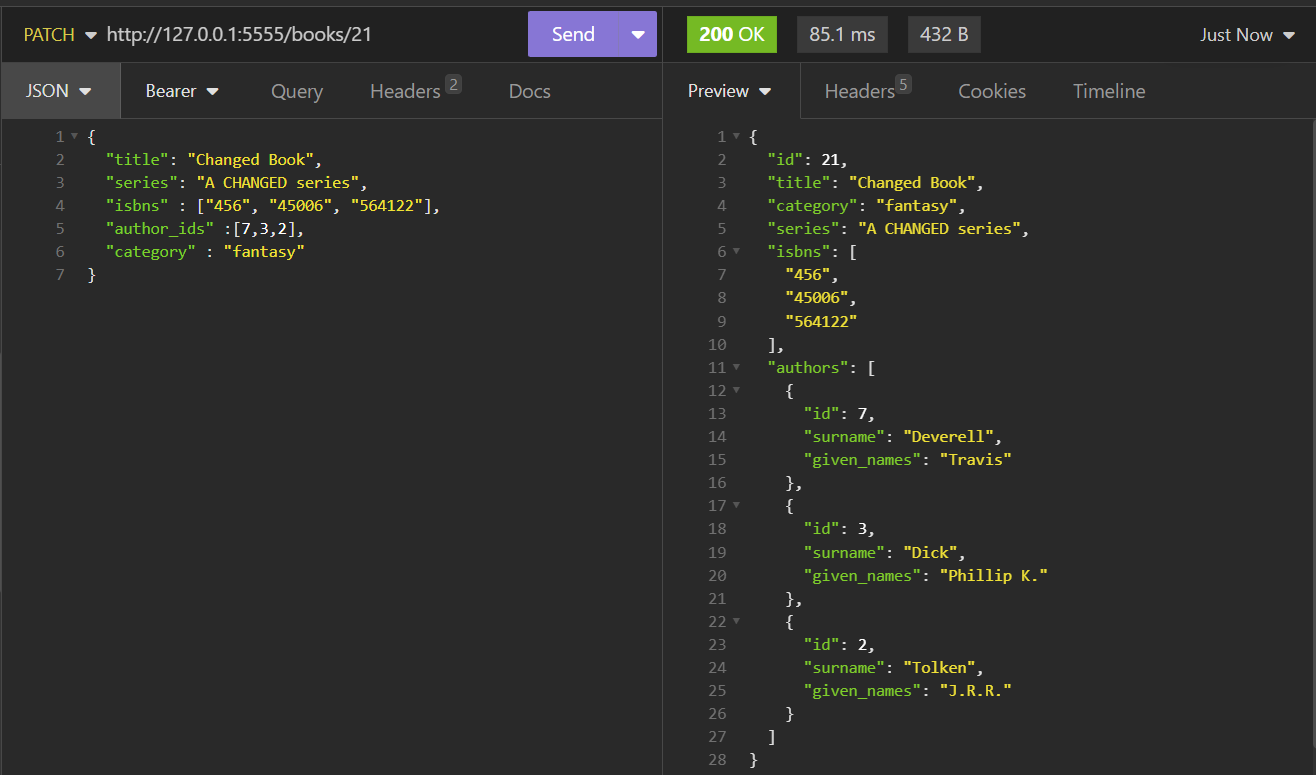 PATCH http://127.0.0.1:5555/books/21 Send
JSON Bearer Query Headers 2 Docs
1 {
2 "title": "Changed Book",
3 "series": "A CHANGED series",
4 "isbns" : ["456", "45006", "564122"],
5 "author_ids" :[7,3,2],
6 "category" : "fantasy"
7 }
200 OK 85.1 ms 432 B Just Now
Preview Headers 5 Cookies Timeline
1 {
2 "id": 21,
3 "title": "Changed Book",
4 "category": "fantasy",
5 "series": "A CHANGED series",
6 "isbns": [
7 "456",
8 "45006",
9 "564122"
10 ],
11 "authors": [
12 {
13 "id": 7,
14 "surname": "Deverell",
15 "given_names": "Travis"
16 },
17 {
18 "id": 3,
19 "surname": "Dick",
20 "given_names": "Phillip K."
21 },
22 {
23 "id": 2,
24 "surname": "Tolken",
25 "given_names": "J.R.R."
26 }
27 ]
28 }